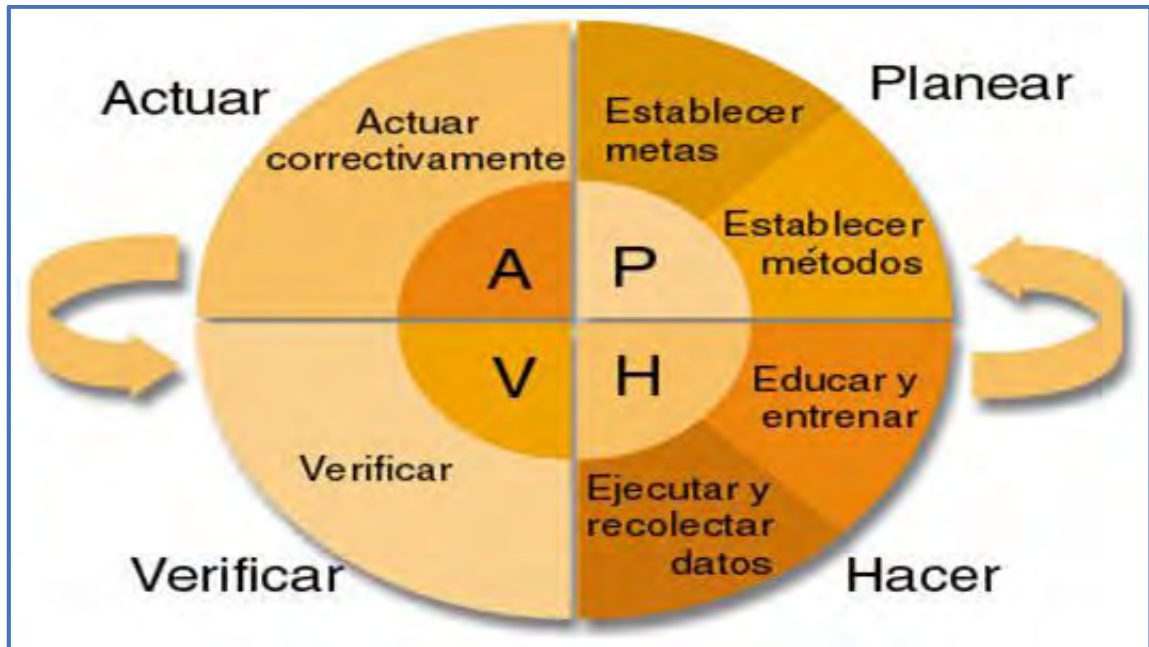 Actuar
Planear
Actuar
correctivamente
Establecer
metas
Establecer
métodos
A
P
V
H
Educar y
entrenar
Verificar
Ejecutar y
recolectar
datos
Verificar
Hacer